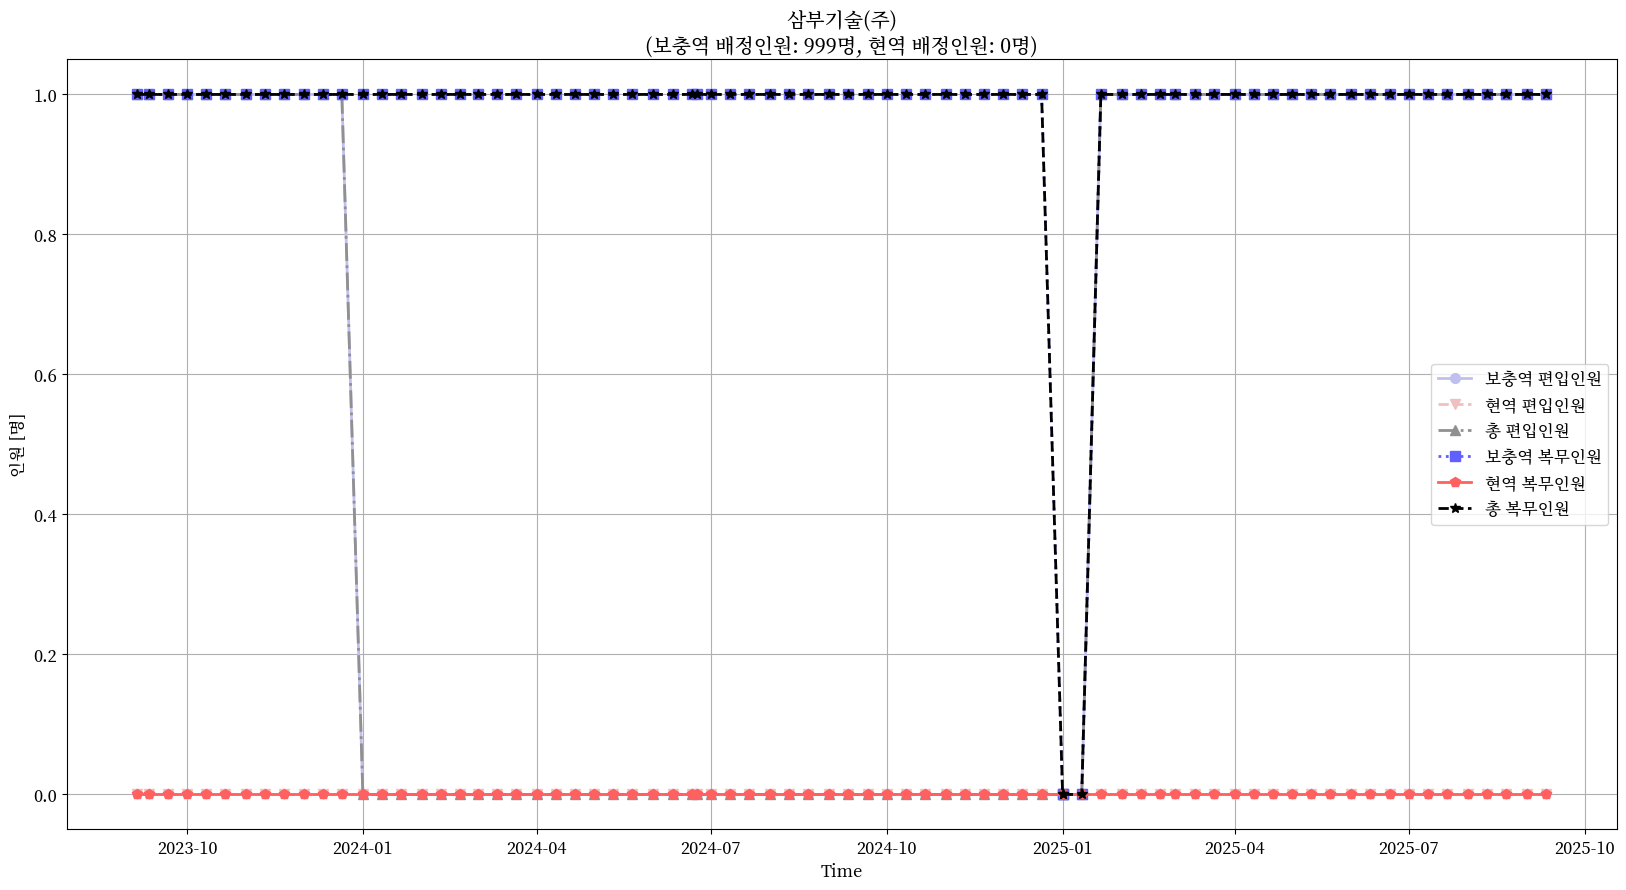 삼부기술(주)
(보충역 배정인원: 999명, 현역 배정인원: 0명)
1.0
0.8
0.6
0.4
0.2
0.0
인원 [명]
보충역 편입인원
현역 편입인원
총 편입인원
보충역 복무인원
현역 복무인원
총 복무인원
2023-10
2024-01
2024-04
2024-07
2024-10
2025-01
2025-04
2025-07
2025-10
Time